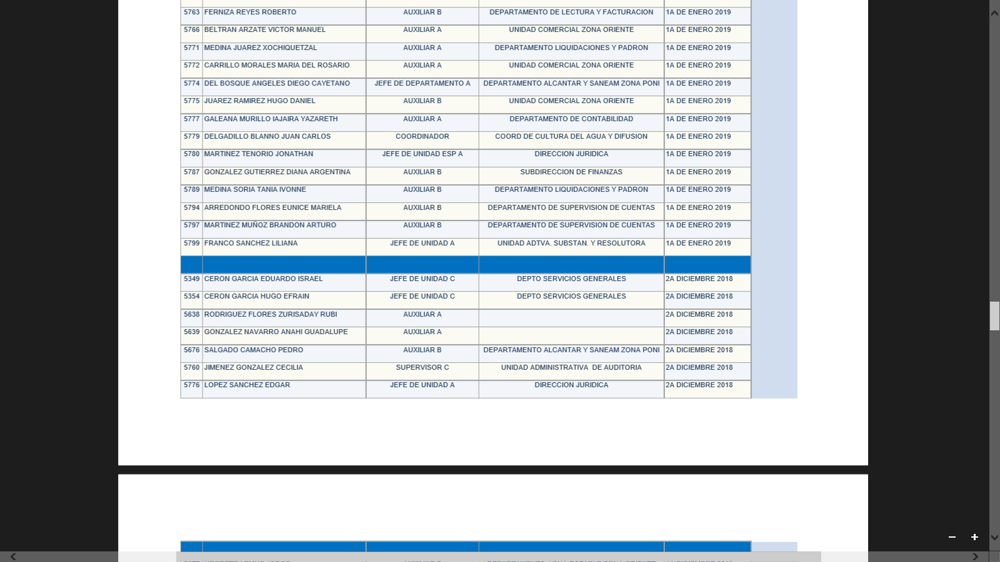 5763 FERNIZA REYES ROBERTO AUXILIAR B DEPARTAMENTO DE LECTURA Y FACTURACION 1A DE ENERO 2019
5766 BELTRAN ARZATE VICTOR MANUEL AUXILIAR A UNIDAD COMERCIAL ZONA ORIENTE 1A DE ENERO 2019
5771 MEDINA JUAREZ XOCHIQUETZAL AUXILIAR A DEPARTAMENTO LIQUIDACIONES Y PADRON 1A DE ENERO 2019
5772 CARRILLO MORALES MARIA DEL ROSARIO AUXILIAR A UNIDAD COMERCIAL ZONA ORIENTE 1A DE ENERO 2019
5774 DEL BOSQUE ANGELES DIEGO CAYETANO JEFE DE DEPARTAMENTO A DEPARTAMENTO ALCANTAR Y SANEAM ZONA PONI 1A DE ENERO 2019
5775 JUAREZ RAMIREZ HUGO DANIEL AUXILIAR B UNIDAD COMERCIAL ZONA ORIENTE 1A DE ENERO 2019
5777 GALEANA MURILLO IAJAIRA YAZARETH AUXILIAR A DEPARTAMENTO DE CONTABILIDAD 1A DE ENERO 2019
5779 DELGADILLO BLANNO JUAN CARLOS COORDINADOR COORD DE CULTURA DEL AGUA Y DIFUSION 1A DE ENERO 2019
5780 MARTINEZ TENORIO JONATHAN JEFE DE UNIDAD ESP A DIRECCION JURIDICA 1A DE ENERO 2019
5787 GONZALEZ GUTIERREZ DIANA ARGENTINA AUXILIAR B SUBDIRECCION DE FINANZAS 1A DE ENERO 2019
5789 MEDINA SORIA TANIA IVONNE AUXILIAR B DEPARTAMENTO LIQUIDACIONES Y PADRON 1A DE ENERO 2019
5794 ARREDONDO FLORES EUNICE MARIELA AUXILIAR B DEPARTAMENTO DE SUPERVISION DE CUENTAS 1A DE ENERO 2019
5797 MARTINEZ MUÑOZ BRANDON ARTURO AUXILIAR B DEPARTAMENTO DE SUPERVISION DE CUENTAS 1A DE ENERO 2019
5799 FRANCO SANCHEZ LILIANA JEFE DE UNIDAD A UNIDAD ADTVA. SUBSTAN. Y RESOLUTORA 1A DE ENERO 2019
5349 CERON GARCIA EDUARDO ISRAEL JEFE DE UNIDAD C DEPTO SERVICIOS GENERALES 2A DICIEMBRE 2018
5354 CERON GARCIA HUGO EFRAIN JEFE DE UNIDAD C DEPTO SERVICIOS GENERALES 2A DICIEMBRE 2018
5638 RODRIGUEZ FLORES ZURISADAY RUBI AUXILIAR A 2A DICIEMBRE 2018
5639 GONZALEZ NAVARRO ANAHI GUADALUPE AUXILIAR A 2A DICIEMBRE 2018
5676 SALGADO CAMACHO PEDRO AUXILIAR B DEPARTAMENTO ALCANTAR Y SANEAM ZONA PONI 2A DICIEMBRE 2018
5760 JIMENEZ GONZALEZ CECILIA SUPERVISOR C UNIDAD ADMINISTRATIVA DE AUDITORIA 2A DICIEMBRE 2018
5776 LOPEZ SANCHEZ EDGAR JEFE DE UNIDAD A DIRECCION JURIDICA 2A DICIEMBRE 2018